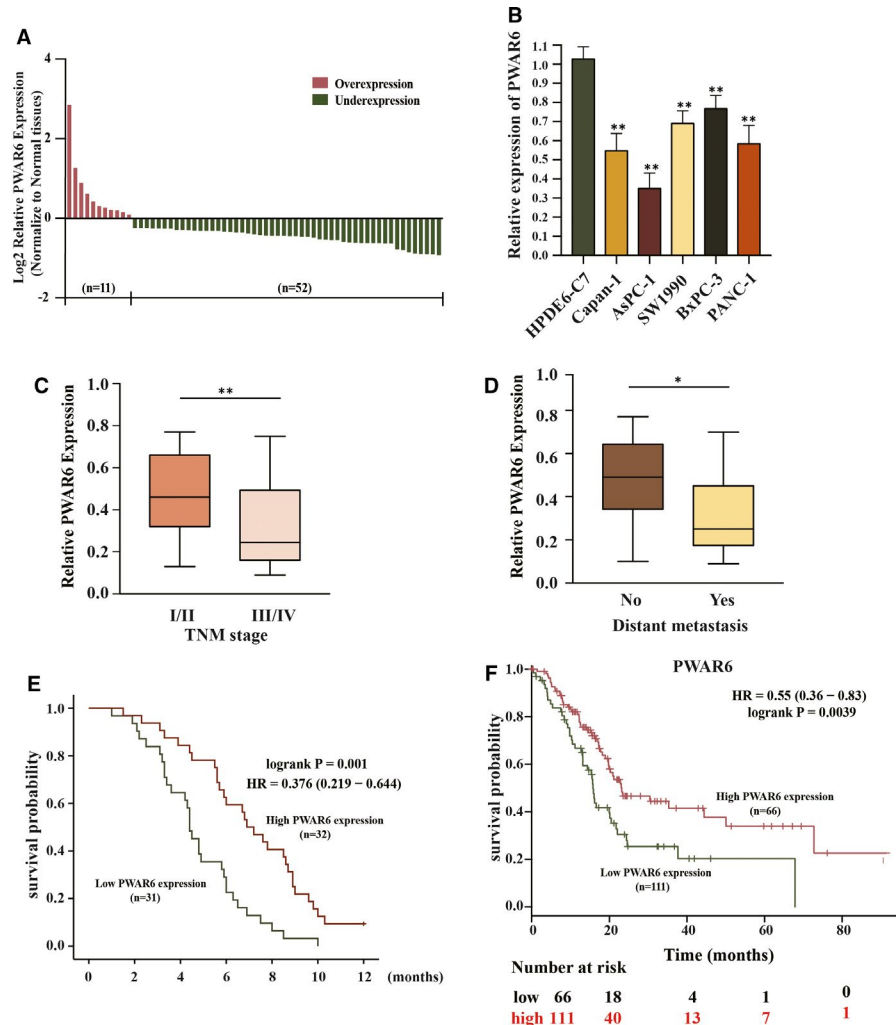 A
4
2
0
-2
Log2 Relative PWAR6 Expression
(Normalize to Normal tissues)
Overexpression
Underexpression
(n=11)
(n=52)
B
1.1
1.0
0.9
0.8
0.7
0.6
0.5
0.4
0.3
0.2
0.1
0.0
Relative expression of PWAR6
**
**
**
**
**
HPDE6-C7
Capan-1
AsPC-1
SW1990
BxPC-3
PANC-1
C
1.0
0.8
0.6
0.4
0.2
0.0
Relative PWAR6 Expression
**
I/II
III/IV
TNM stage
D
1.0
0.8
0.6
0.4
0.2
0.0
Relative PWAR6 Expression
*
No
Yes
Distant metastasis
E
1.0
0.8
0.6
0.4
0.2
0.0
survival probability
logrank P = 0.001
HR = 0.376 (0.219 − 0.644)
High PWAR6 expression
(n=32)
Low PWAR6 expression
(n=31)
0 2 4 6 8 10 12 (months)
F
PWAR6
1.0
0.8
0.6
0.4
0.2
0.0
survival probability
HR = 0.55 (0.36 − 0.83)
logrank P = 0.0039
High PWAR6 expression
(n=66)
Low PWAR6 expression
(n=111)
0 20 40 60 80
Time (months)
Number at risk
low 66 18 4 1 0
high 111 40 13 7 1